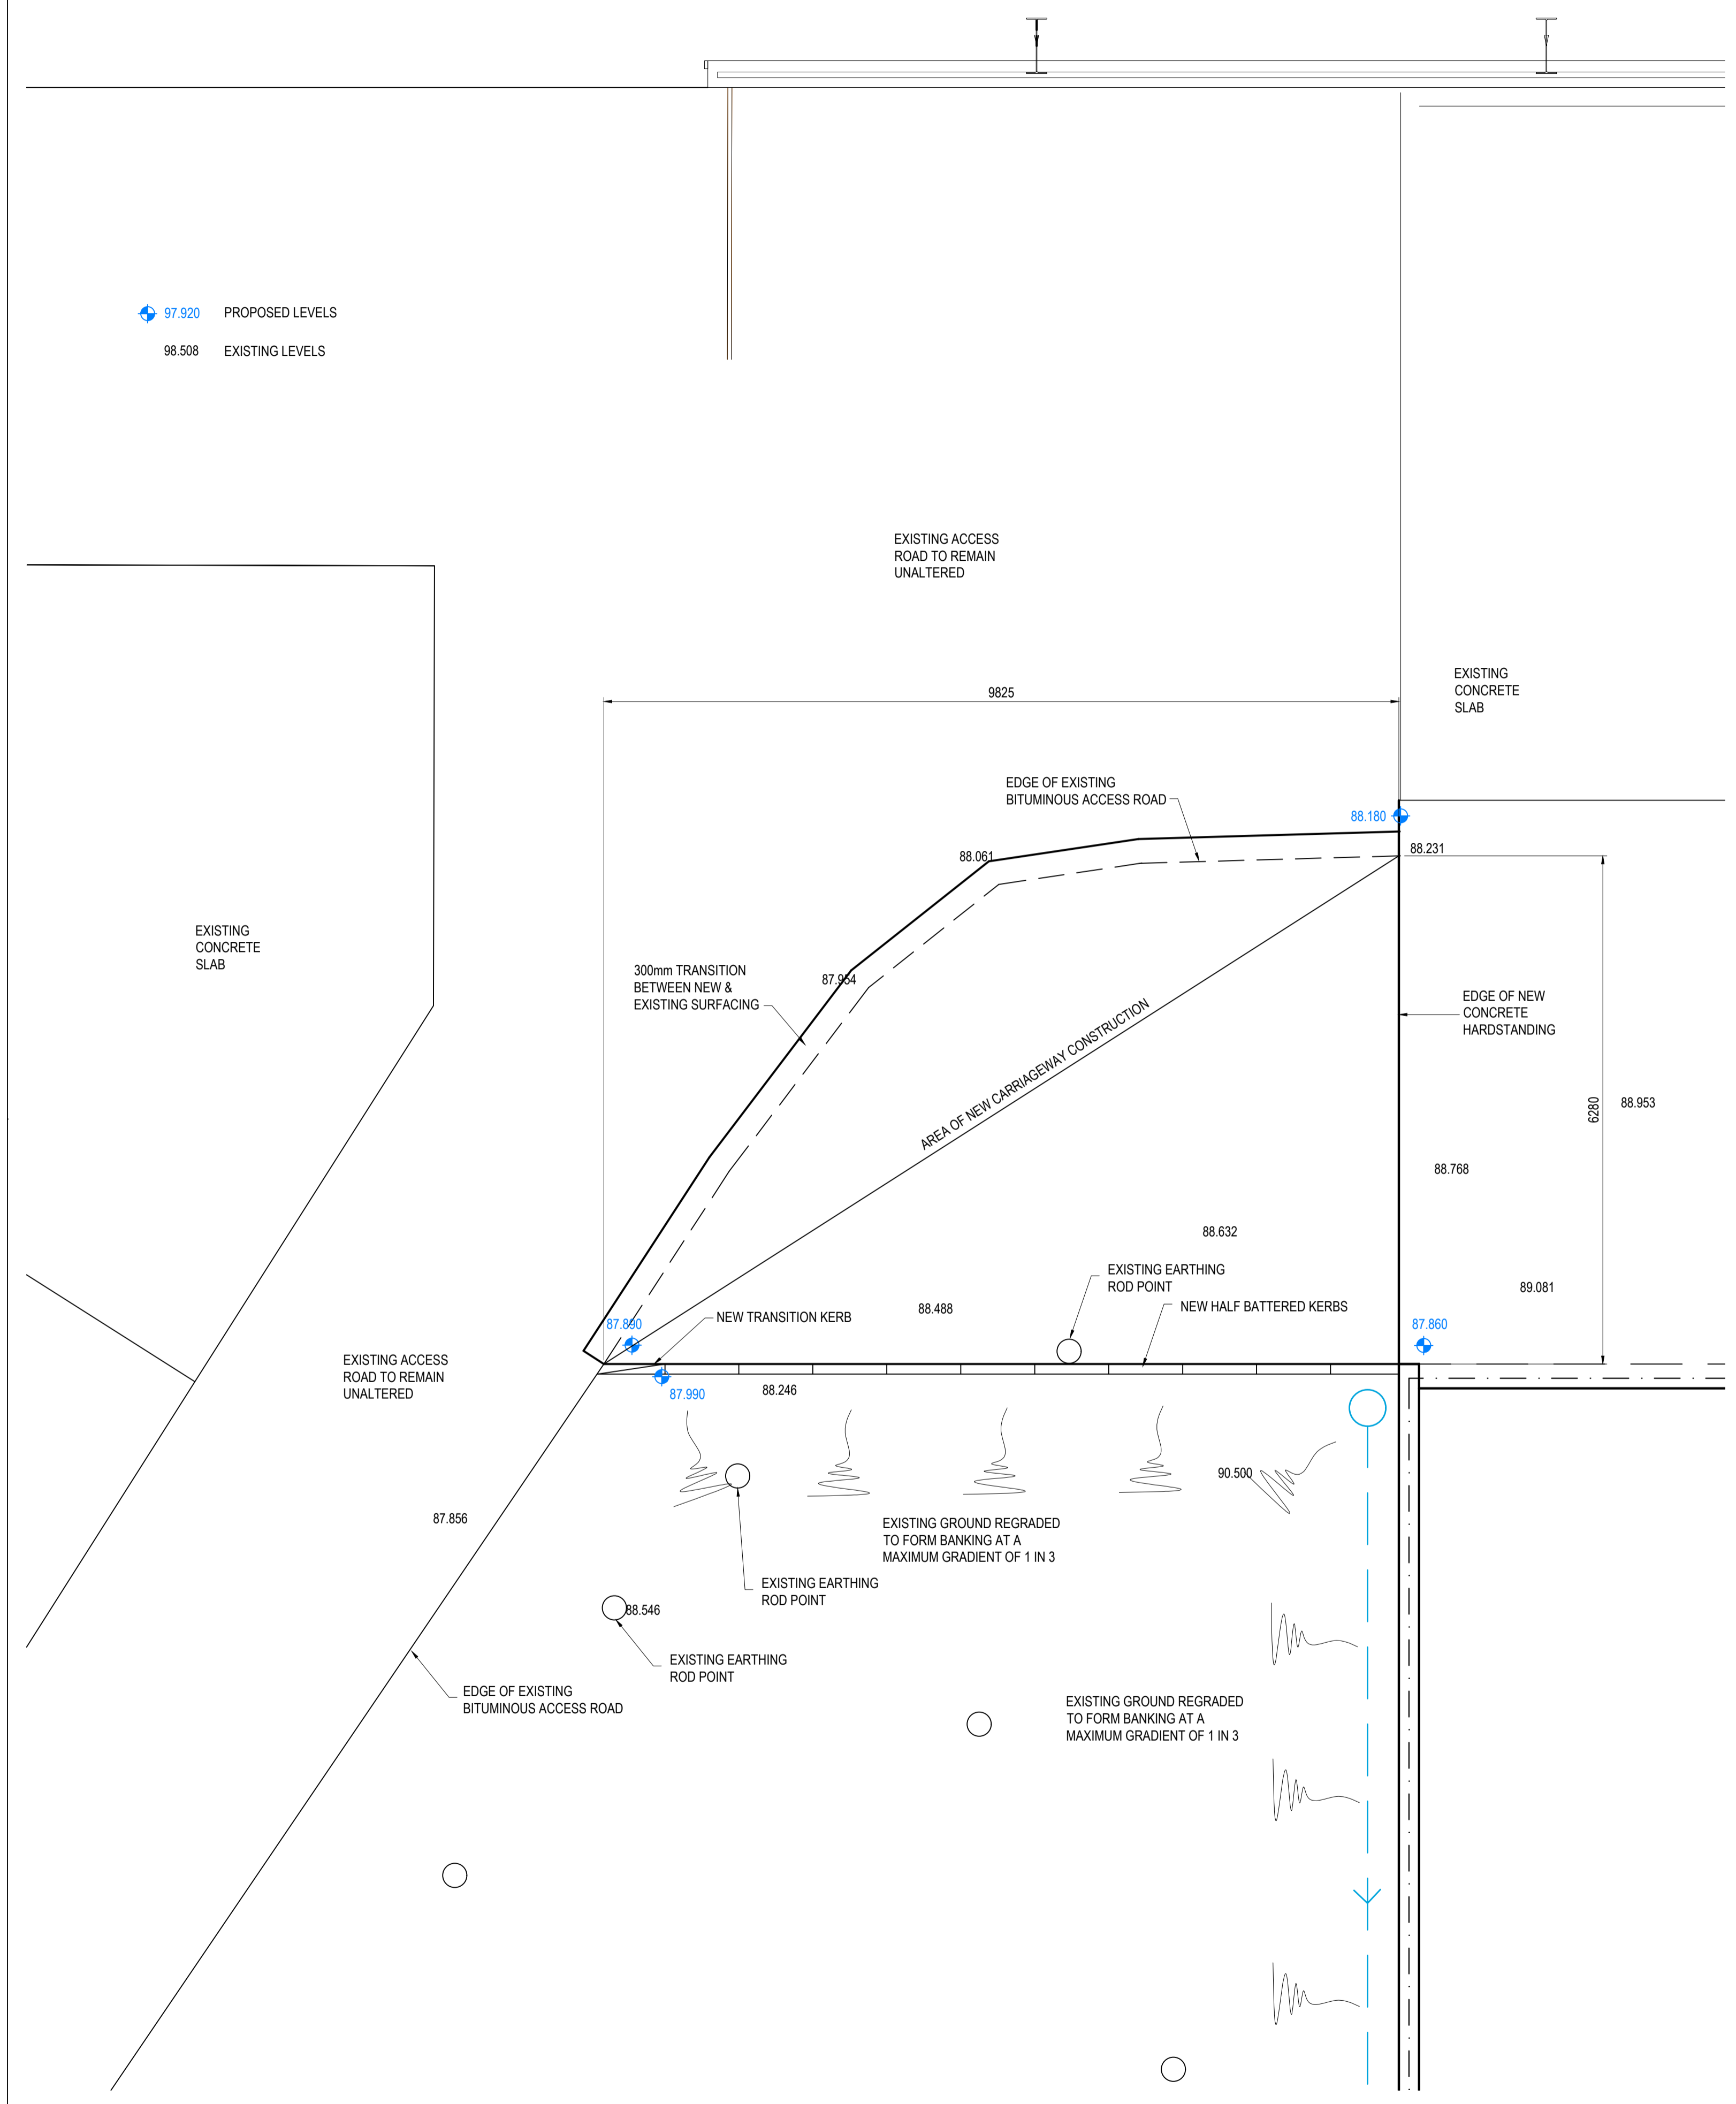 97.920 PROPOSED LEVELS
98.508 EXISTING LEVELS
EXISTING ACCESS
ROAD TO REMAIN
UNALTERED
EXISTING
CONCRETE
SLAB
9825
EDGE OF EXISTING
BITUMINOUS ACCESS ROAD
88.180
88.231
88.061
EXISTING
CONCRETE
SLAB
300mm TRANSITION
BETWEEN NEW &
EXISTING SURFACING
87.954
EDGE OF NEW
CONCRETE
HARDSTANDING
AREA OF NEW CARRIAGEWAY CONSTRUCTION
6280
88.953
88.768
88.632
EXISTING EARTHING
ROD POINT
89.081
88.488
NEW HALF BATTERED KERBS
NEW TRANSITION KERB
87.890
87.860
EXISTING ACCESS
ROAD TO REMAIN
UNALTERED
87.990
88.246
90.500
87.856
EXISTING GROUND REGRADED
TO FORM BANKING AT A
MAXIMUM GRADIENT OF 1 IN 3
EXISTING EARTHING
ROD POINT
88.546
EXISTING EARTHING
ROD POINT
EDGE OF EXISTING
BITUMINOUS ACCESS ROAD
EXISTING GROUND REGRADED
TO FORM BANKING AT A
MAXIMUM GRADIENT OF 1 IN 3